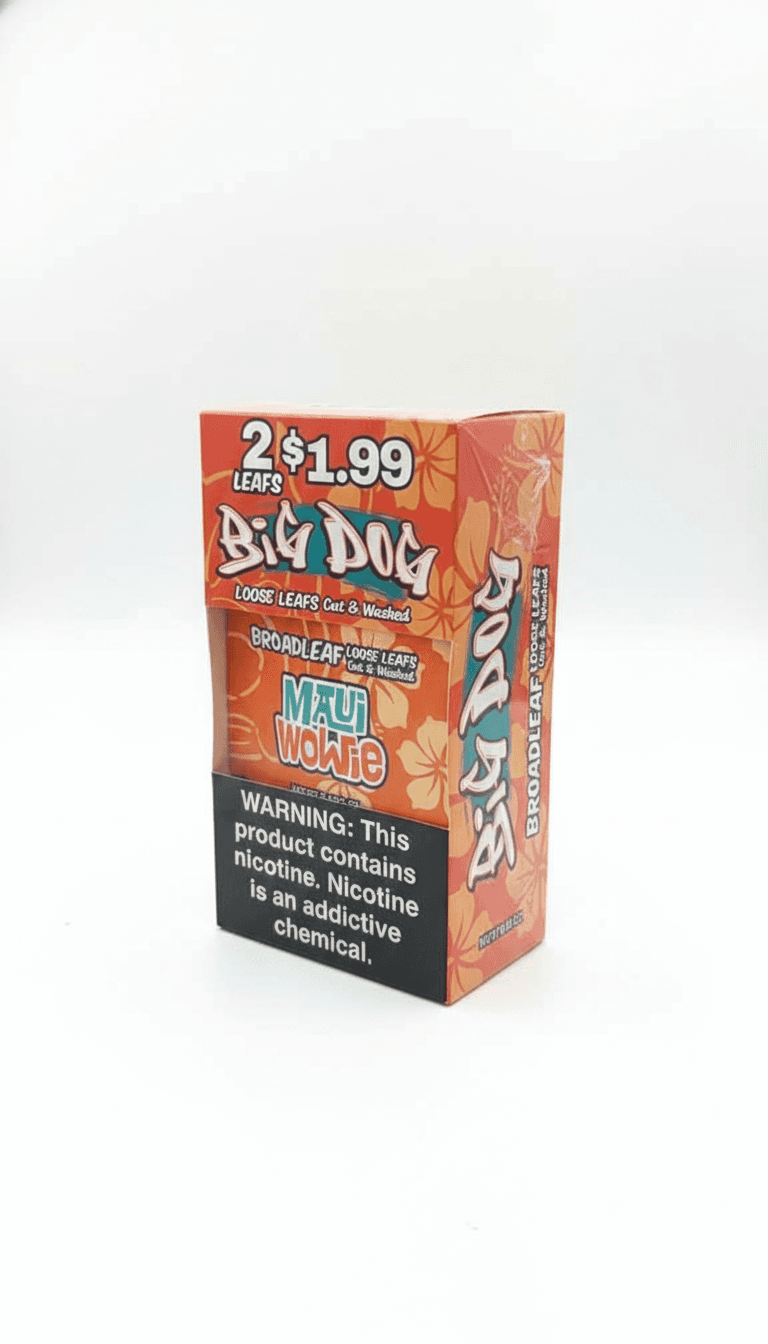 2 $1.99
LEAFS
BiG DOG
LOOSE LEAFS Cut & Washed
BROADLEAF LOOSE LEAFS
Cut & Washed
MAUi
WOWiE
WARNING: This
product contains
nicotine. Nicotine
is an addictive
chemical.
BiG DOG
BROADLEAF LOOSE LEAFS
Cut & Washed